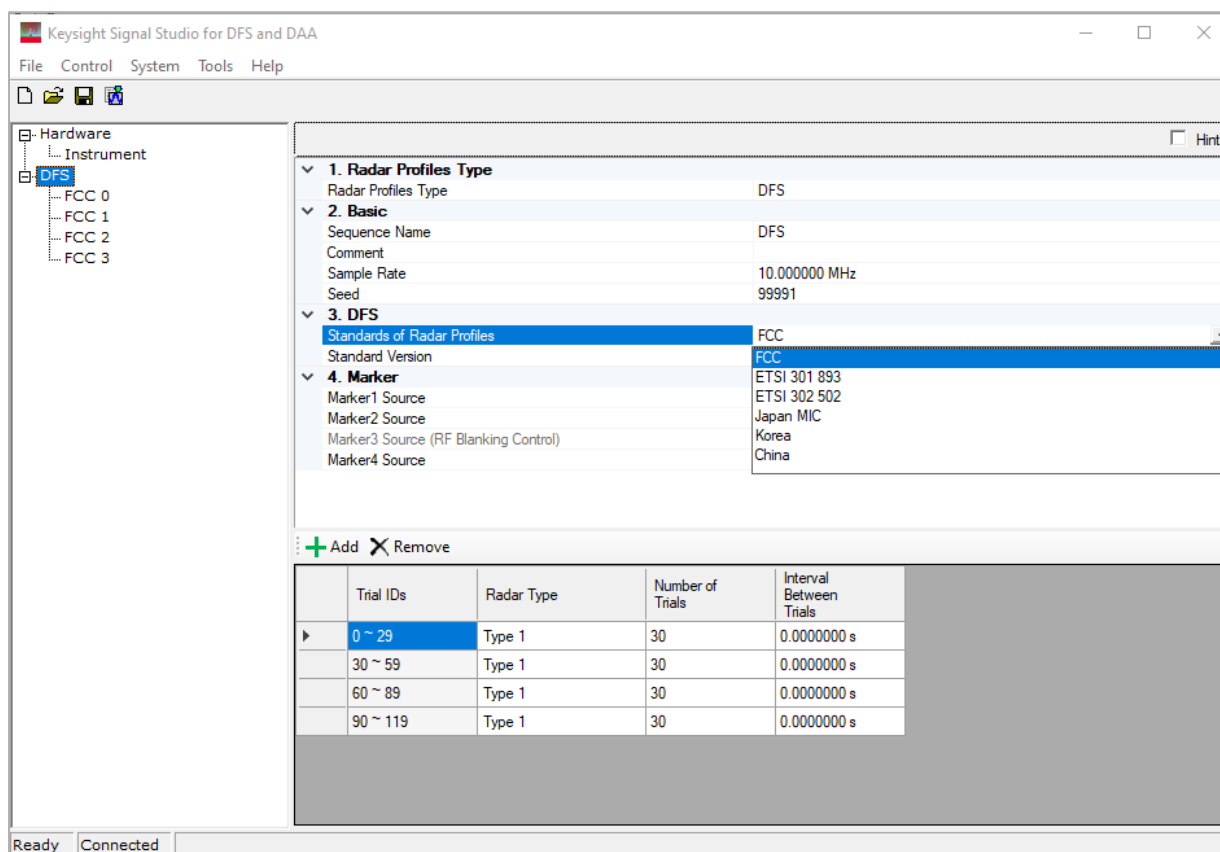 Keysight Signal Studio for DFS and DAA
File Control System Tools Help
Hardware
Instrument
DFS
FCC 0
FCC 1
FCC 2
FCC 3
Hint
1. Radar Profiles Type
Radar Profiles Type DFS
2. Basic
Sequence Name DFS
Comment
Sample Rate 10.000000 MHz
Seed 99991
3. DFS
Standards of Radar Profiles FCC
Standard Version
FCC
ETSI 301 893
ETSI 302 502
Japan MIC
Korea
China
4. Marker
Marker1 Source
Marker2 Source
Marker3 Source (RF Blanking Control)
Marker4 Source
Add Remove
Trial IDs Radar Type Number of Trials Interval Between Trials
0 ~ 29 Type 1 30 0.0000000 s
30 ~ 59 Type 1 30 0.0000000 s
60 ~ 89 Type 1 30 0.0000000 s
90 ~ 119 Type 1 30 0.0000000 s
Ready Connected